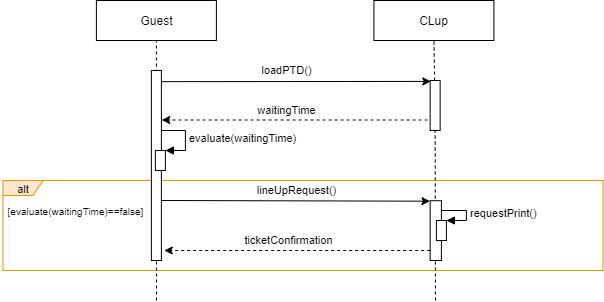 Guest
CLup
loadPTD()
waitingTime
evaluate(waitingTime)
alt
lineUpRequest()
[evaluate(waitingTime)==false]
requestPrint()
ticketConfirmation